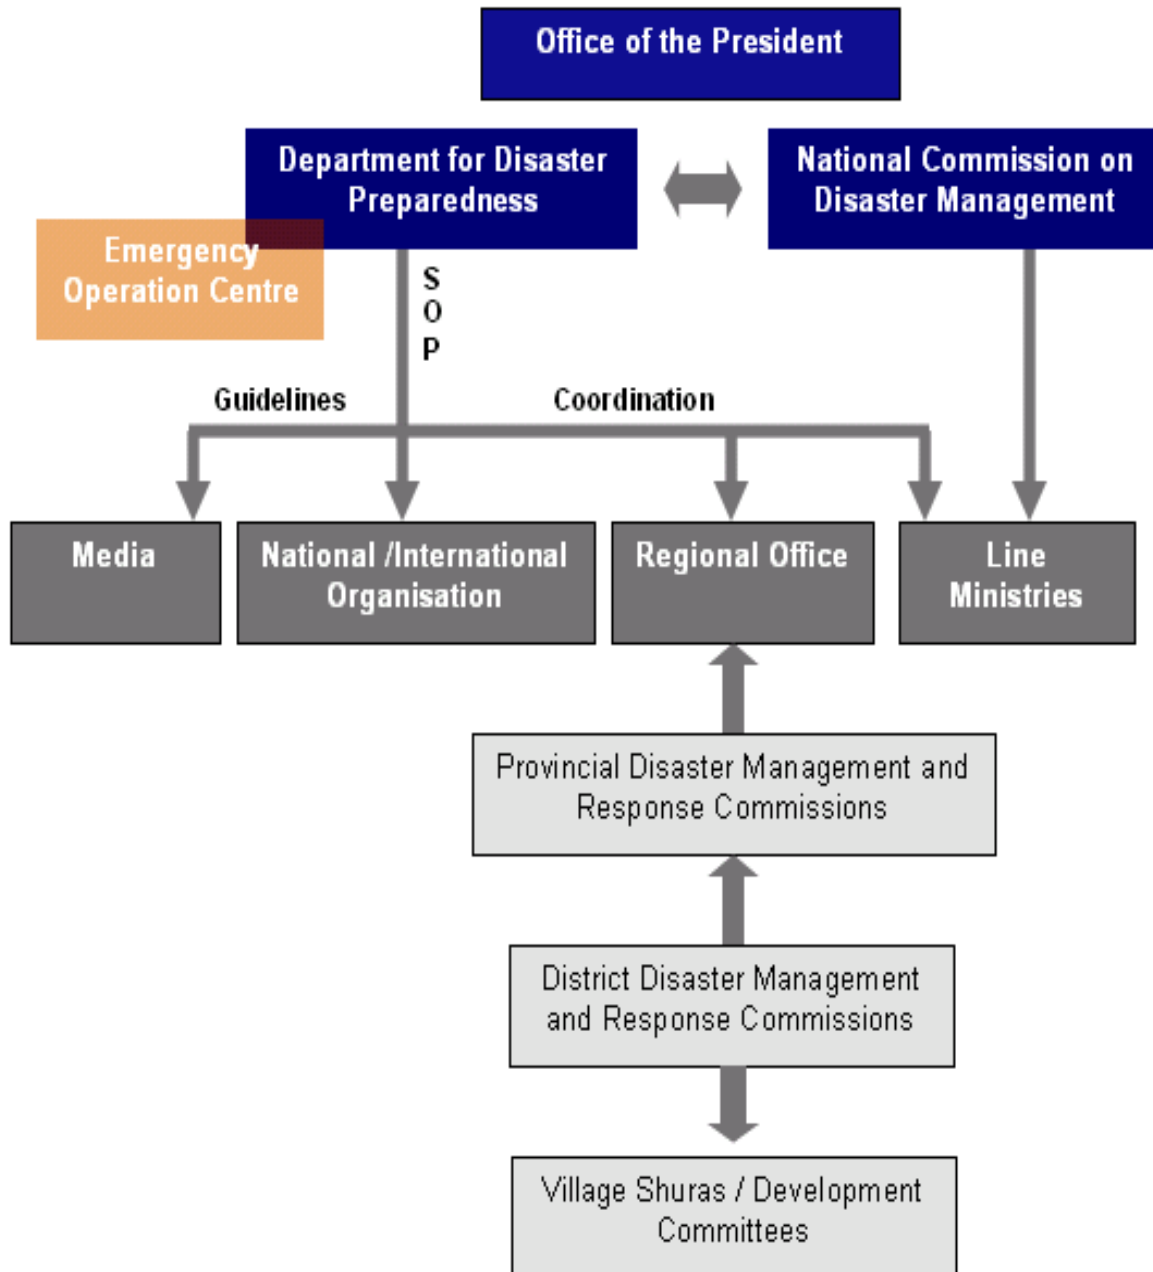 Office of the President
Department for Disaster
Preparedness
National Commission on
Disaster Management
Emergency
Operation Centre
S
O
P
Guidelines
Coordination
Media
National /International
Organisation
Regional Office
Line
Ministries
Provincial Disaster Management and
Response Commissions
District Disaster Management
and Response Commissions
Village Shuras / Development
Committees